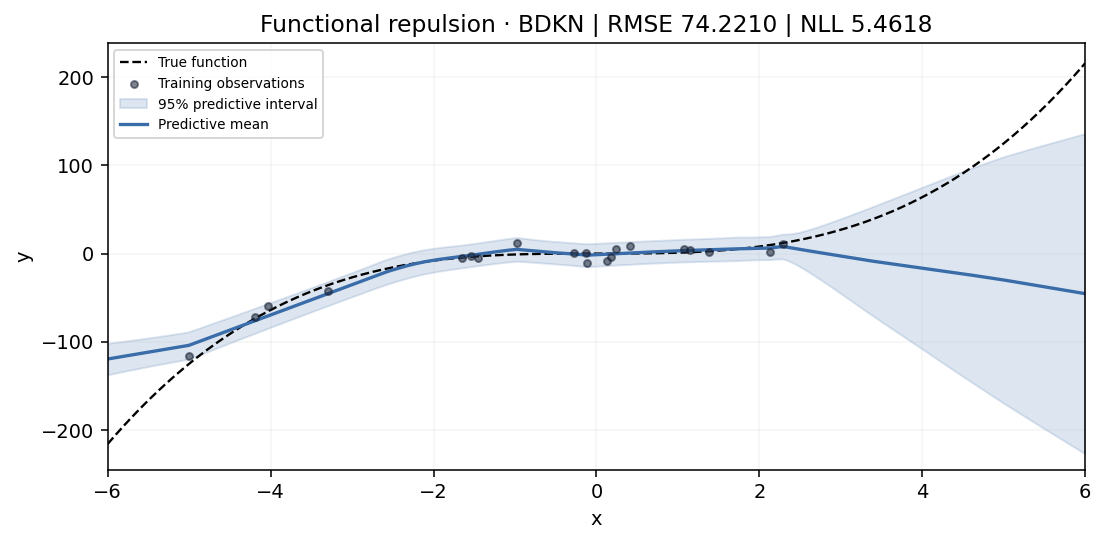 Functional repulsion · BDKN | RMSE 74.2210 | NLL 5.4618
True function
Training observations
95% predictive interval
Predictive mean
y
200
100
0
−100
−200
−6
−4
−2
0
2
4
6
x